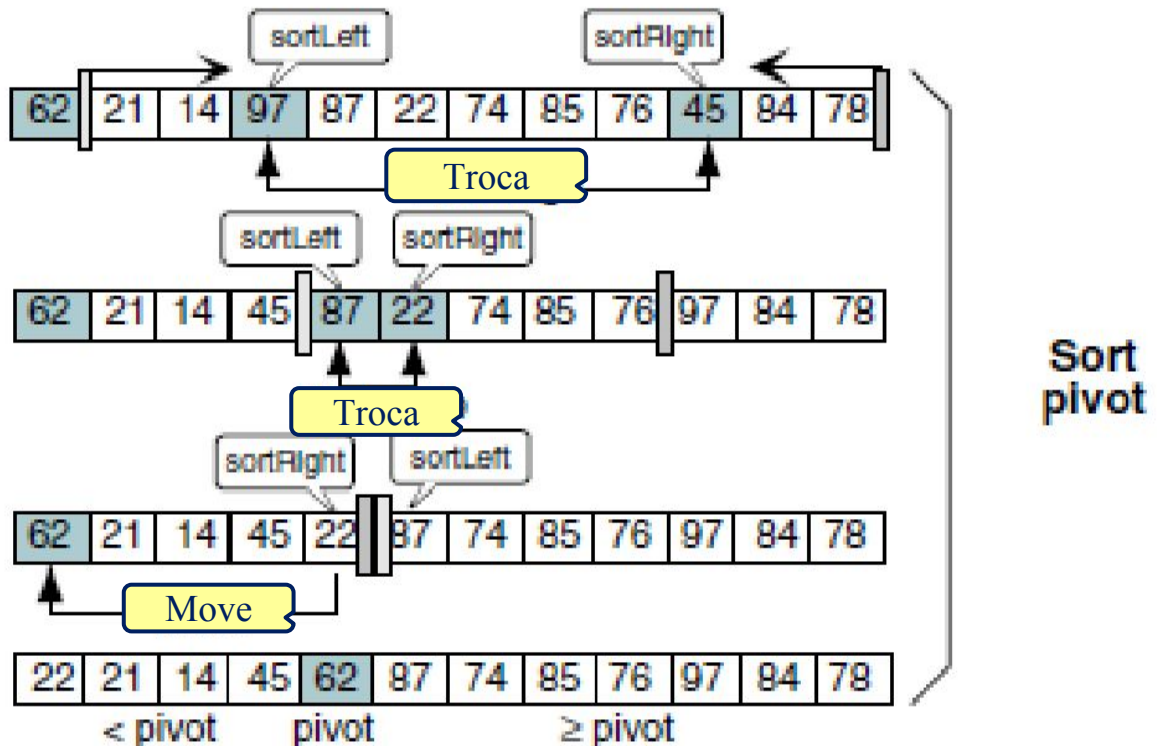 sortLeft sortRight
62 21 14 97 87 22 74 85 76 45 84 78
Troca
sortLeft sortRight
62 21 14 45 87 22 74 85 76 97 84 78
Troca
sortRight sortLeft
62 21 14 45 22 87 74 85 76 97 84 78
Move
22 21 14 45 62 87 74 85 76 97 84 78
< pivot pivot ≥ pivot
Sort
pivot